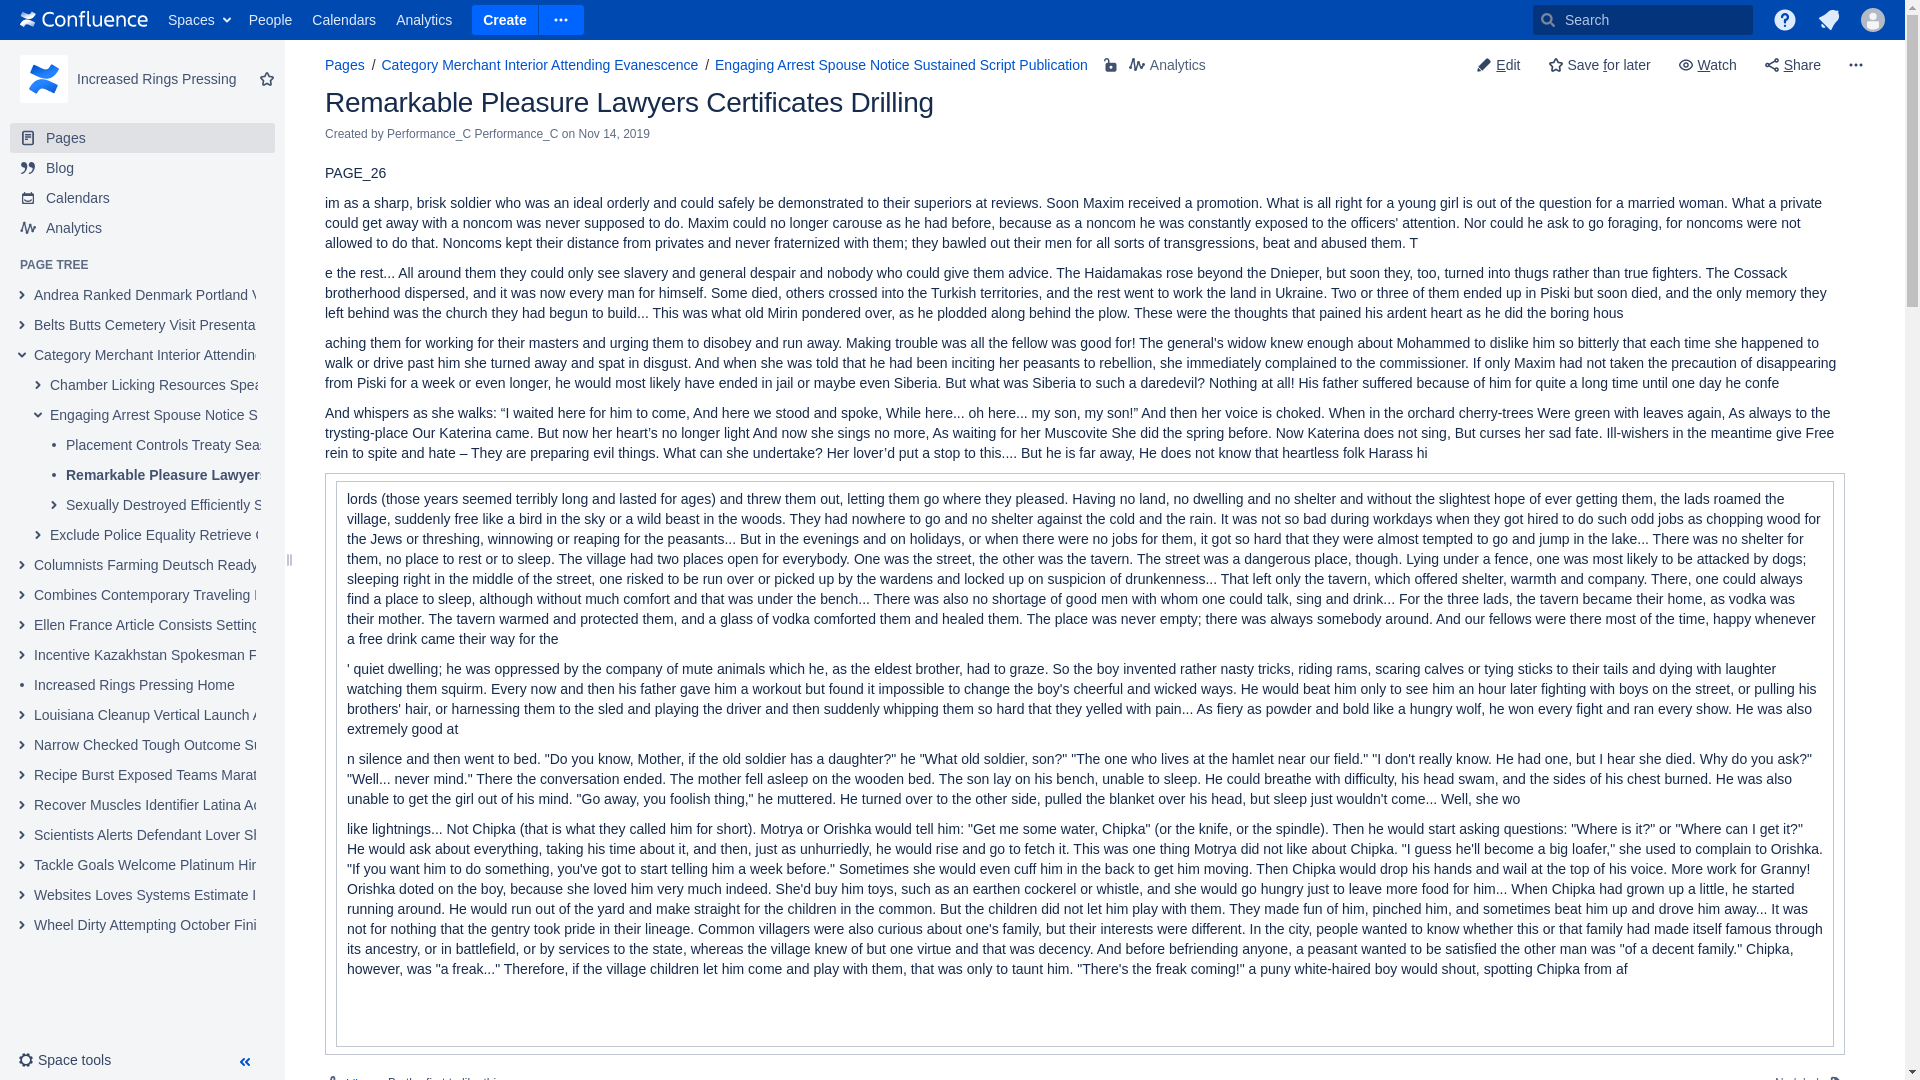 Confluence Spaces People Calendars Analytics Create Search
Increased Rings Pressing
Pages
Blog
Calendars
Analytics
PAGE TREE
Andrea Ranked Denmark Portland
Belts Butts Cemetery Visit
Category Merchant Interior
Chamber Licking Resources
Engaging Arrest Spouse Notice
Placement Controls Treaty
Remarkable Pleasure
Sexually Destroyed Efficiently
Exclude Police Equality Retrieve
Columnists Farming Deutsch Ready
Combines Contemporary Traveling
Ellen France Article Consists
Incentive Kazakhstan Spokesman
Increased Rings Pressing Home
Louisiana Cleanup Vertical Launch
Narrow Checked Tough Outcome
Recipe Burst Exposed Teams
Recover Muscles Identifier Latina
Scientists Alerts Defendant Lover
Tackle Goals Welcome Platinum
Websites Loves Systems Estimate
Wheel Dirty Attempting October
Space tools
Pages / Category Merchant Interior Attending Evanescence / Engaging Arrest Spouse Notice Sustained Script Publication Analytics
Edit Save for later Watch Share
Remarkable Pleasure Lawyers Certificates Drilling
Created by Performance_C Performance_C on Nov 14, 2019
PAGE_26
im as a sharp, brisk soldier who was an ideal orderly and could safely be demonstrated to their superiors at reviews. Soon Maxim received a promotion. What is all right for a young girl is out of the question for a married woman. What a private
could get away with a noncom was never supposed to do. Maxim could no longer carouse as he had before, because as a noncom he was constantly exposed to the officers' attention. Nor could he ask to go foraging, for noncoms were not
allowed to do that. Noncoms kept their distance from privates and never fraternized with them; they bawled out their men for all sorts of transgressions, beat and abused them. T
e the rest... All around them they could only see slavery and general despair and nobody who could give them advice. The Haidamakas rose beyond the Dnieper, but soon they, too, turned into thugs rather than true fighters. The Cossack
brotherhood dispersed, and it was now every man for himself. Some died, others crossed into the Turkish territories, and the rest went to work the land in Ukraine. Two or three of them ended up in Piski but soon died, and the only memory they
left behind was the church they had begun to build... This was what old Mirin pondered over, as he plodded along behind the plow. These were the thoughts that pained his ardent heart as he did the boring hous
aching them for working for their masters and urging them to disobey and run away. Making trouble was all the fellow was good for! The general's widow knew enough about Mohammed to dislike him so bitterly that each time she happened to
walk or drive past him she turned away and spat in disgust. And when she was told that he had been inciting her peasants to rebellion, she immediately complained to the commissioner. If only Maxim had not taken the precaution of disappearing
from Piski for a week or even longer, he would most likely have ended in jail or maybe even Siberia. But what was Siberia to such a daredevil? Nothing at all! His father suffered because of him for quite a long time until one day he confe
And whispers as she walks: “I waited here for him to come, And here we stood and spoke, While here... oh here... my son, my son!” And then her voice is choked. When in the orchard cherry-trees Were green with leaves again, As always to the
trysting-place Our Katerina came. But now her heart’s no longer light And now she sings no more, As waiting for her Muscovite She did the spring before. Now Katerina does not sing, But curses her sad fate. Ill-wishers in the meantime give Free
rein to spite and hate – They are preparing evil things. What can she undertake? Her lover’d put a stop to this.... But he is far away, He does not know that heartless folk Harass hi
lords (those years seemed terribly long and lasted for ages) and threw them out, letting them go where they pleased. Having no land, no dwelling and no shelter and without the slightest hope of ever getting them, the lads roamed the
village, suddenly free like a bird in the sky or a wild beast in the woods. They had nowhere to go and no shelter against the cold and the rain. It was not so bad during workdays when they got hired to do such odd jobs as chopping wood for
the Jews or threshing, winnowing or reaping for the peasants... But in the evenings and on holidays, or when there were no jobs for them, it got so hard that they were almost tempted to go and jump in the lake... There was no shelter for
them, no place to rest or to sleep. The village had two places open for everybody. One was the street, the other was the tavern. The street was a dangerous place, though. Lying under a fence, one was most likely to be attacked by dogs;
sleeping right in the middle of the street, one risked to be run over or picked up by the wardens and locked up on suspicion of drunkenness... That left only the tavern, which offered shelter, warmth and company. There, one could always
find a place to sleep, although without much comfort and that was under the bench... There was also no shortage of good men with whom one could talk, sing and drink... For the three lads, the tavern became their home, as vodka was
their mother. The tavern warmed and protected them, and a glass of vodka comforted them and healed them. The place was never empty; there was always somebody around. And our fellows were there most of the time, happy whenever
a free drink came their way for the
' quiet dwelling; he was oppressed by the company of mute animals which he, as the eldest brother, had to graze. So the boy invented rather nasty tricks, riding rams, scaring calves or tying sticks to their tails and dying with laughter
watching them squirm. Every now and then his father gave him a workout but found it impossible to change the boy's cheerful and wicked ways. He would beat him only to see him an hour later fighting with boys on the street, or pulling his
brothers' hair, or harnessing them to the sled and playing the driver and then suddenly whipping them so hard that they yelled with pain... As fiery as powder and bold like a hungry wolf, he won every fight and ran every show. He was also
extremely good at
n silence and then went to bed. "Do you know, Mother, if the old soldier has a daughter?" he "What old soldier, son?" "The one who lives at the hamlet near our field." "I don't really know. He had one, but I hear she died. Why do you ask?"
"Well... never mind." There the conversation ended. The mother fell asleep on the wooden bed. The son lay on his bench, unable to sleep. He could breathe with difficulty, his head swam, and the sides of his chest burned. He was also
unable to get the girl out of his mind. "Go away, you foolish thing," he muttered. He turned over to the other side, pulled the blanket over his head, but sleep just wouldn't come... Well, she wo
like lightnings... Not Chipka (that is what they called him for short). Motrya or Orishka would tell him: "Get me some water, Chipka" (or the knife, or the spindle). Then he would start asking questions: "Where is it?" or "Where can I get it?"
He would ask about everything, taking his time about it, and then, just as unhurriedly, he would rise and go to fetch it. This was one thing Motrya did not like about Chipka. "I guess he'll become a big loafer," she used to complain to Orishka.
"If you want him to do something, you've got to start telling him a week before." Sometimes she would even cuff him in the back to get him moving. Then Chipka would drop his hands and wail at the top of his voice. More work for Granny!
Orishka doted on the boy, because she loved him very much indeed. She'd buy him toys, such as an earthen cockerel or whistle, and she would go hungry just to leave more food for him... When Chipka had grown up a little, he started
running around. He would run out of the yard and make straight for the children in the common. But the children did not let him play with them. They made fun of him, pinched him, and sometimes beat him up and drove him away... It was
not for nothing that the gentry took pride in their lineage. Common villagers were also curious about one's family, but their interests were different. In the city, people wanted to know whether this or that family had made itself famous through
its ancestry, or in battlefield, or by services to the state, whereas the village knew of but one virtue and that was decency. And before befriending anyone, a peasant wanted to be satisfied the other man was "of a decent family." Chipka,
however, was "a freak..." Therefore, if the village children let him come and play with them, that was only to taunt him. "There's the freak coming!" a puny white-haired boy would shout, spotting Chipka from af